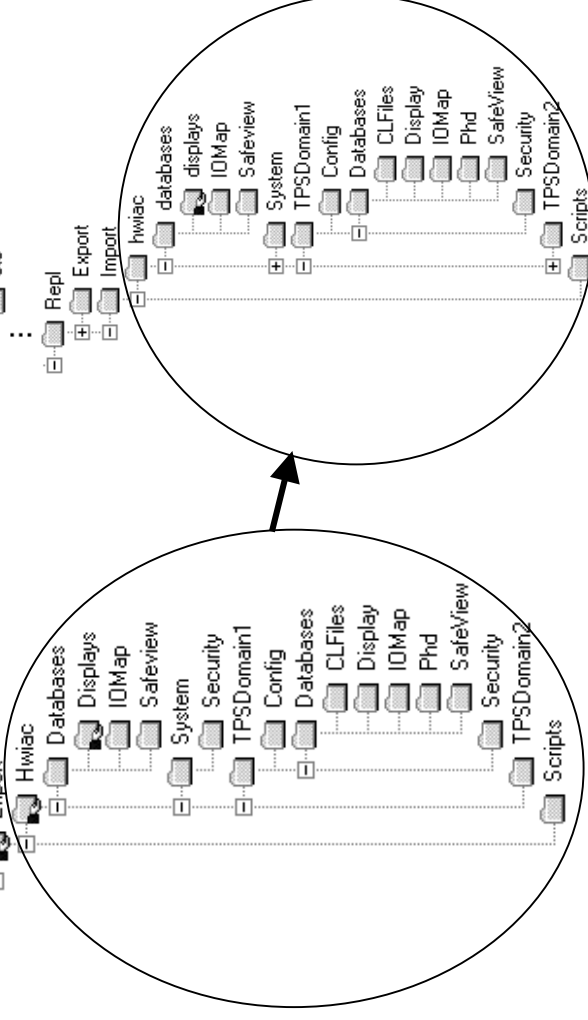 Hwiac
Databases
Displays
IOMap
Safeview
System
Security
TPSDomain1
Config
Databases
CLFiles
Display
IOMap
Phd
SafeView
Security
TPSDomain2
Scripts
...
Repl
Export
Import
hwiac
databases
displays
IOMap
Safeview
System
TPSDomain1
Config
Databases
CLFiles
Display
IOMap
Phd
SafeView
Security
TPSDomain2
Scripts